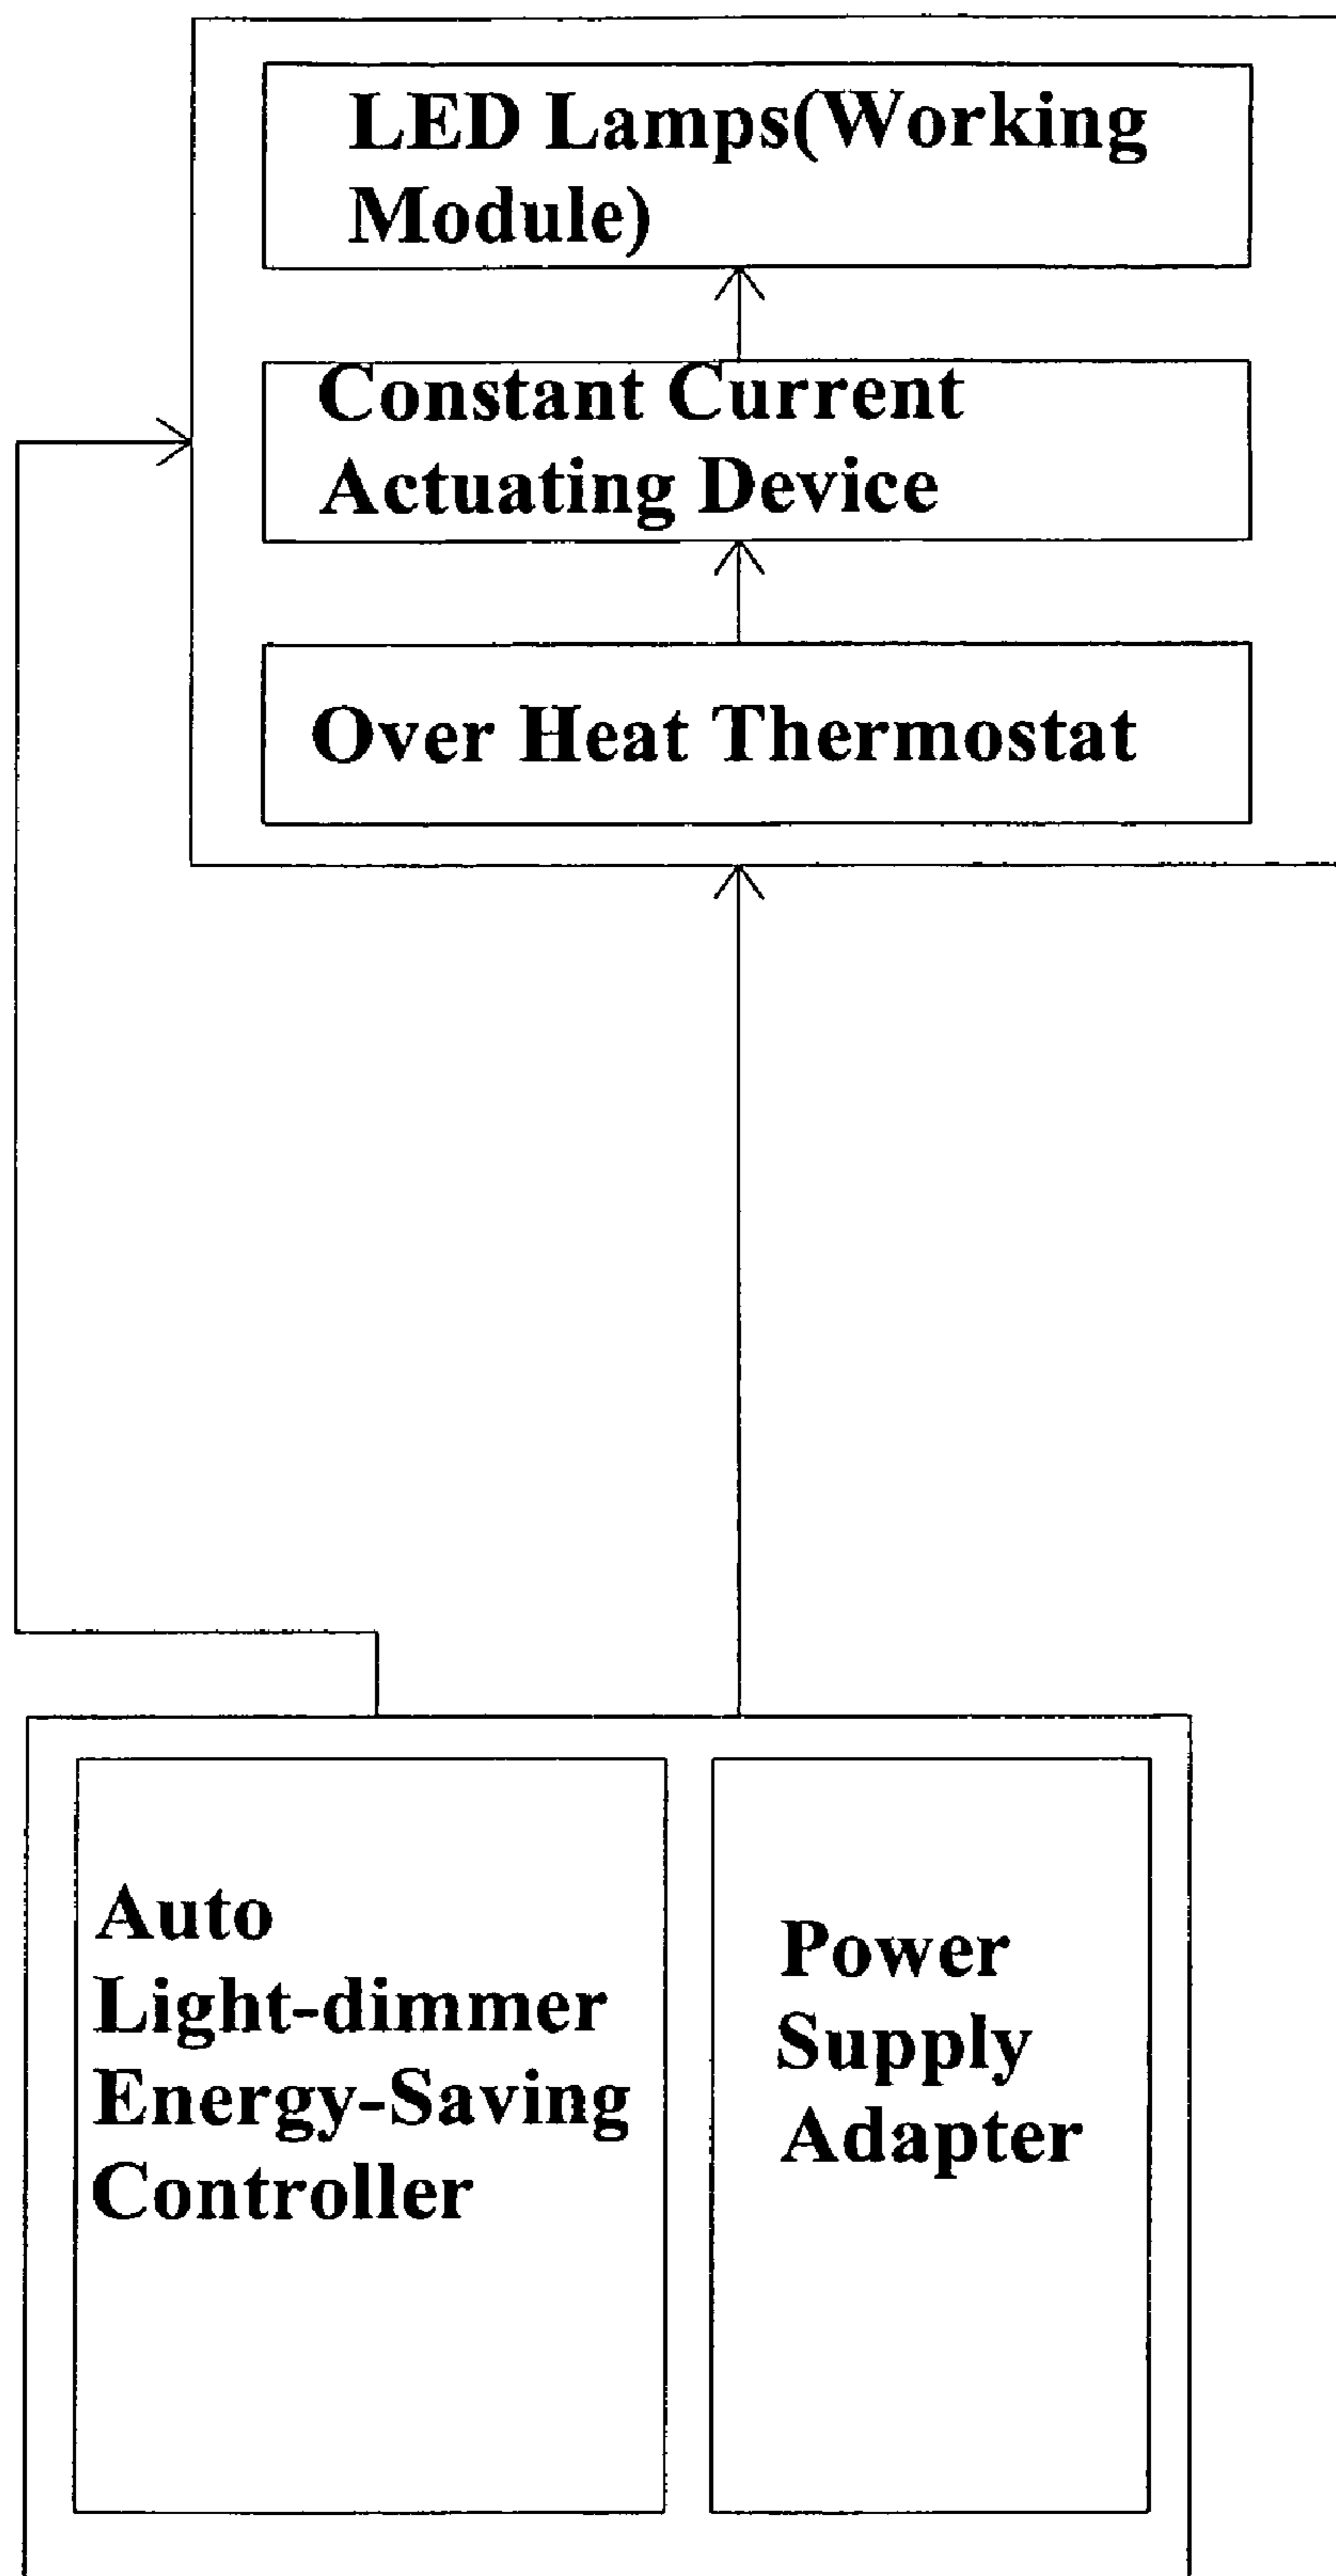 LED Lamps(Working
Module)
Constant Current
Actuating Device
Over Heat Thermostat
Auto
Light-dimmer
Energy-Saving
Controller
Power
Supply
Adapter